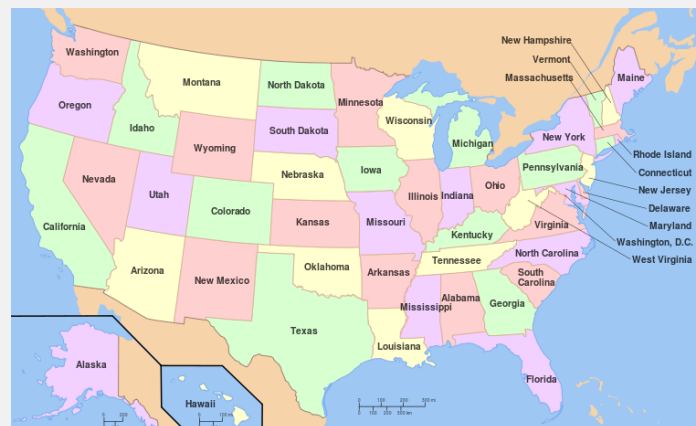 New Hampshire
Vermont
Massachusetts
Washington
Montana
North Dakota
Minnesota
Maine
Oregon
Idaho
South Dakota
Wisconsin
Michigan
New York
Wyoming
Rhode Island
Connecticut
Nevada
Utah
Nebraska
Iowa
Illinois
Indiana
Ohio
Pennsylvania
New Jersey
California
Colorado
Kansas
Missouri
Kentucky
Virginia
Delaware
Maryland
Washington, D.C.
West Virginia
Arizona
New Mexico
Oklahoma
Arkansas
Tennessee
North Carolina
South
Carolina
Mississippi
Alabama
Georgia
Texas
Louisiana
Alaska
Florida
Hawaii